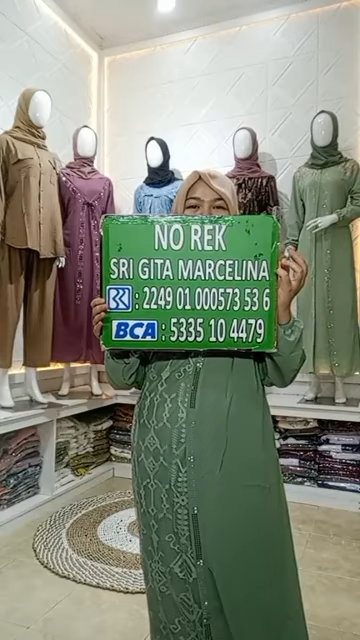 NO REK
SRI GITA MARCELINA
BRI : 2249 01 000573 53 6
BCA : 5335 10 4479